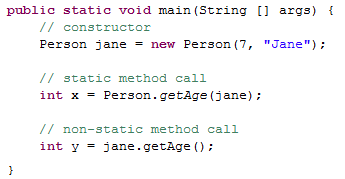 public static void main(String [] args) {
// constructor
Person jane = new Person(7, "Jane");
// static method call
int x = Person.getAge(jane);
// non-static method call
int y = jane.getAge();
}